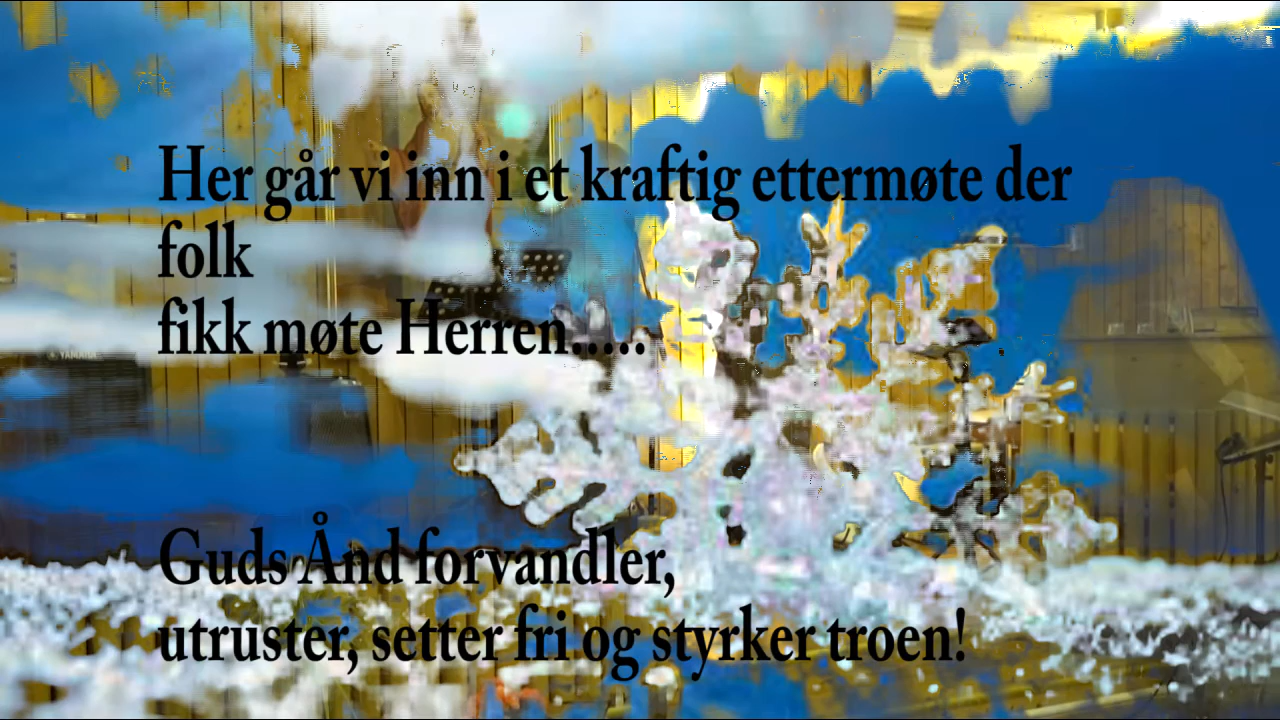 Her går vi inn i et kraftig ettermøte der
folk
fikk møte Herren.....
YAMAHA
Guds Ånd forvandler,
utruster, setter fri og styrker troen!